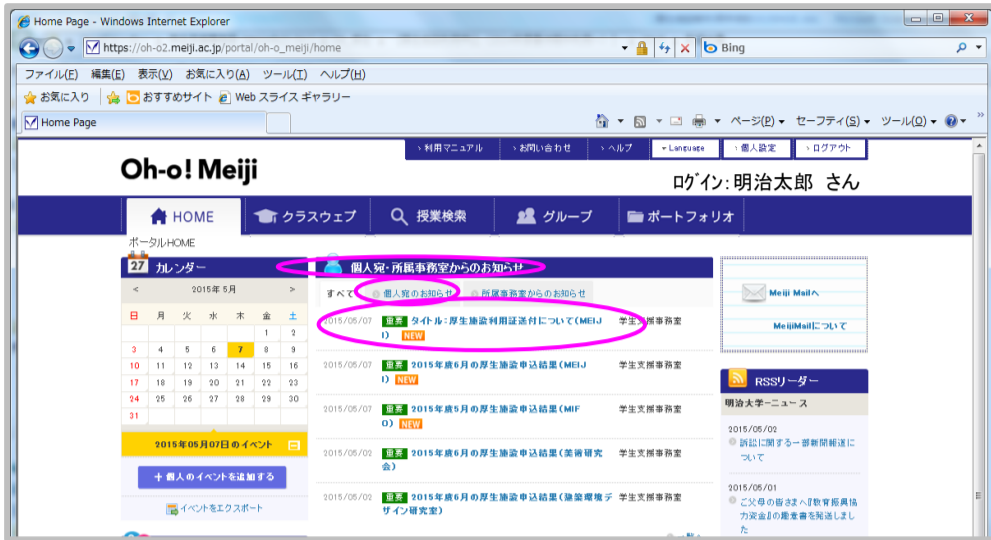 Home Page - Windows Internet Explorer
https://oh-o2.meiji.ac.jp/portal/oh-o_meiji/home
Bing
ファイル(F) 編集(E) 表示(V) お気に入り(A) ツール(T) ヘルプ(H)
お気に入り おすすめサイト Web スライス ギャラリー
Home Page ページ(P) セーフティ(S) ツール(O)
利用マニュアル お問い合わせ ヘルプ Language 個人設定 ログアウト
Oh-o! Meiji
ログイン:明治太郎 さん
HOME クラスウェブ 授業検索 グループ ポートフォリオ
ポータルHOME
27 カレンダー
< 2015年 5月 >
日 月 火 水 木 金 土
1 2
3 4 5 6 7 8 9
10 11 12 13 14 15 16
17 18 19 20 21 22 23
24 25 26 27 28 29 30
31
2015年05月07日のイベント
+ 個人のイベントを追加する
イベントをエクスポート
個人宛・所属事務室からのお知らせ
すべて 個人宛のお知らせ 所属事務室からのお知らせ
2015/05/07 重要 タイトル:厚生施設利用証送付について(MEIJ 学生支援事務室
I) NEW
2015/05/07 重要 2015年度6月の厚生施設申込結果(MEIJ 学生支援事務室
I) NEW
2015/05/07 重要 2015年度5月の厚生施設申込結果(MIF 学生支援事務室
O) NEW
2015/05/02 重要 2015年度6月の厚生施設申込結果(美術研究 学生支援事務室
会)
2015/05/02 重要 2015年度6月の厚生施設申込結果(建築環境デ 学生支援事務室
ザイン研究室)
Meiji Mailへ
MeijiMailについて
RSSリーダー
明治大学-ニュース
2015/05/02
訴訟に関する一部新聞報道に
ついて
2015/05/01
ご父母の皆さまへ『教育振興協
力資金』の趣意書を発送しまし
た